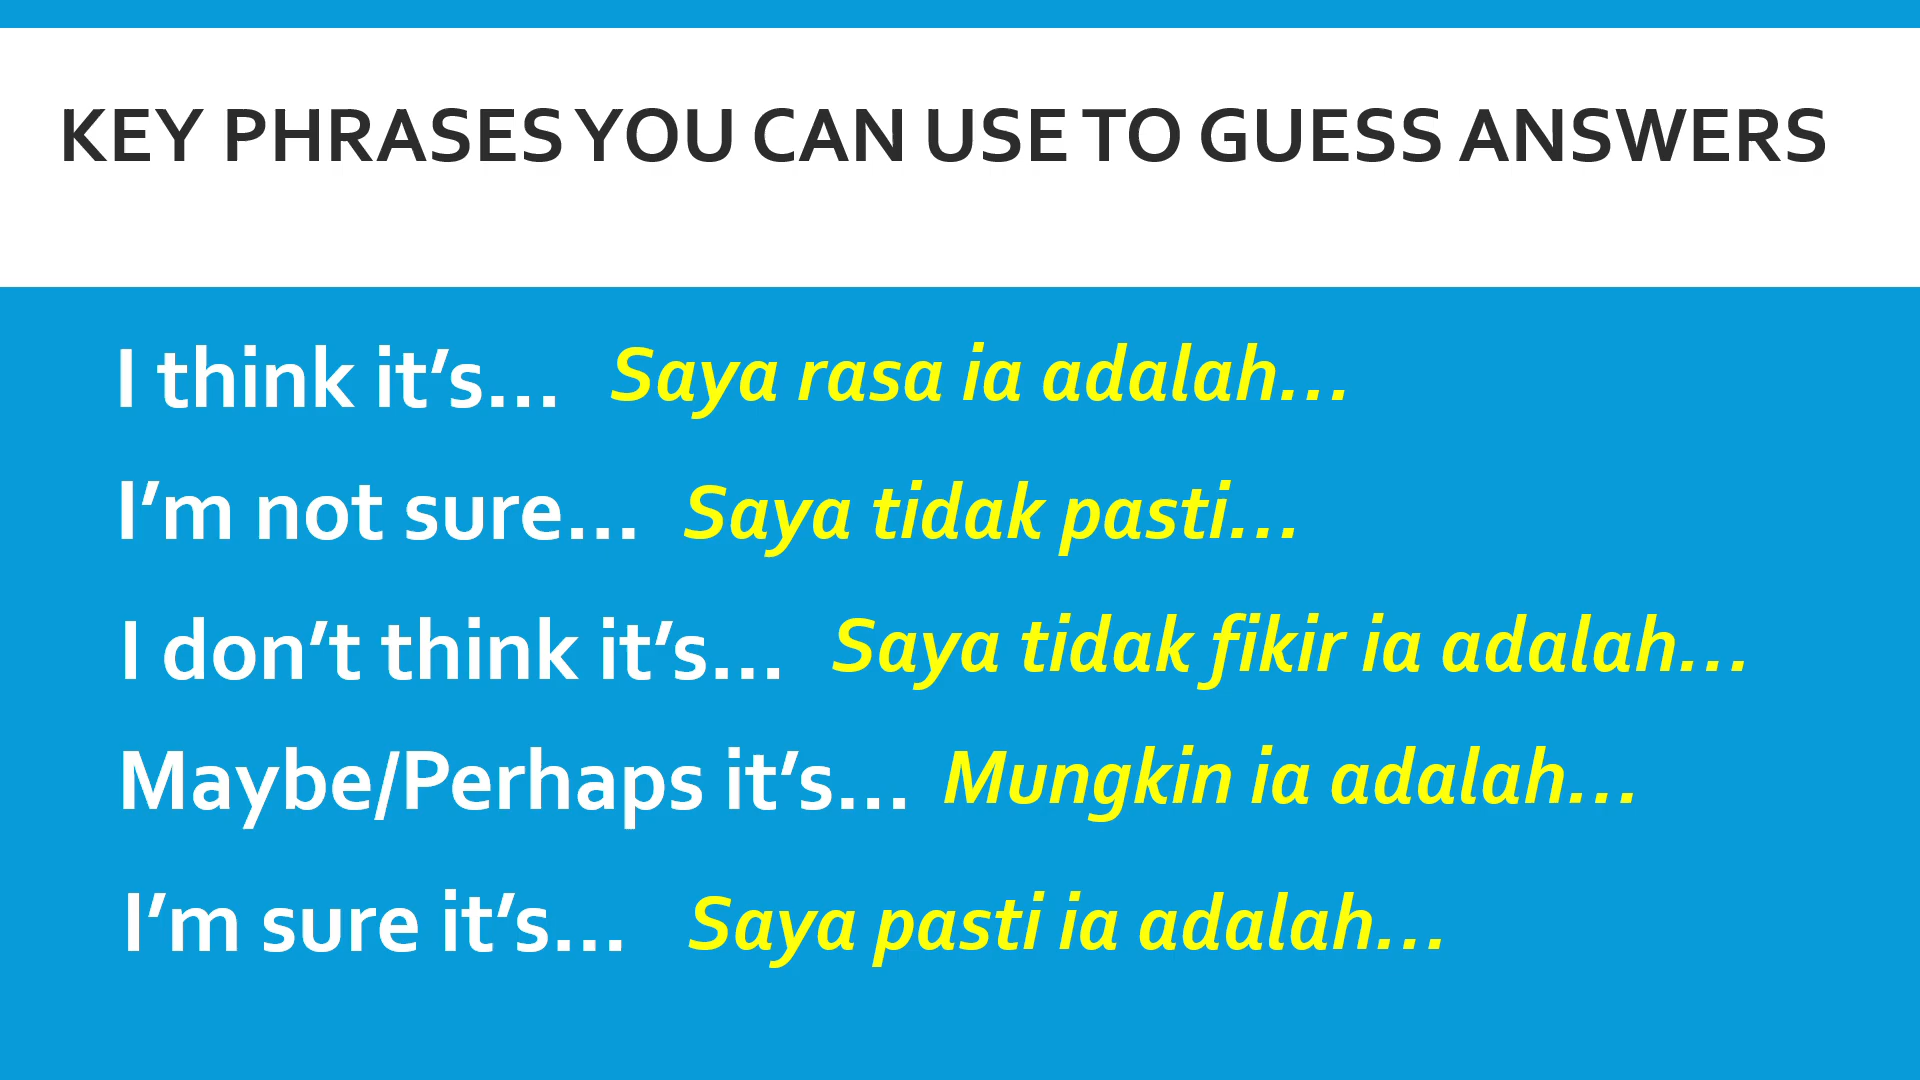 KEY PHRASES YOU CAN USE TO GUESS ANSWERS
I think it’s… Saya rasa ia adalah…
I’m not sure… Saya tidak pasti…
I don’t think it’s… Saya tidak fikir ia adalah…
Maybe/Perhaps it’s… Mungkin ia adalah…
I’m sure it’s… Saya pasti ia adalah…